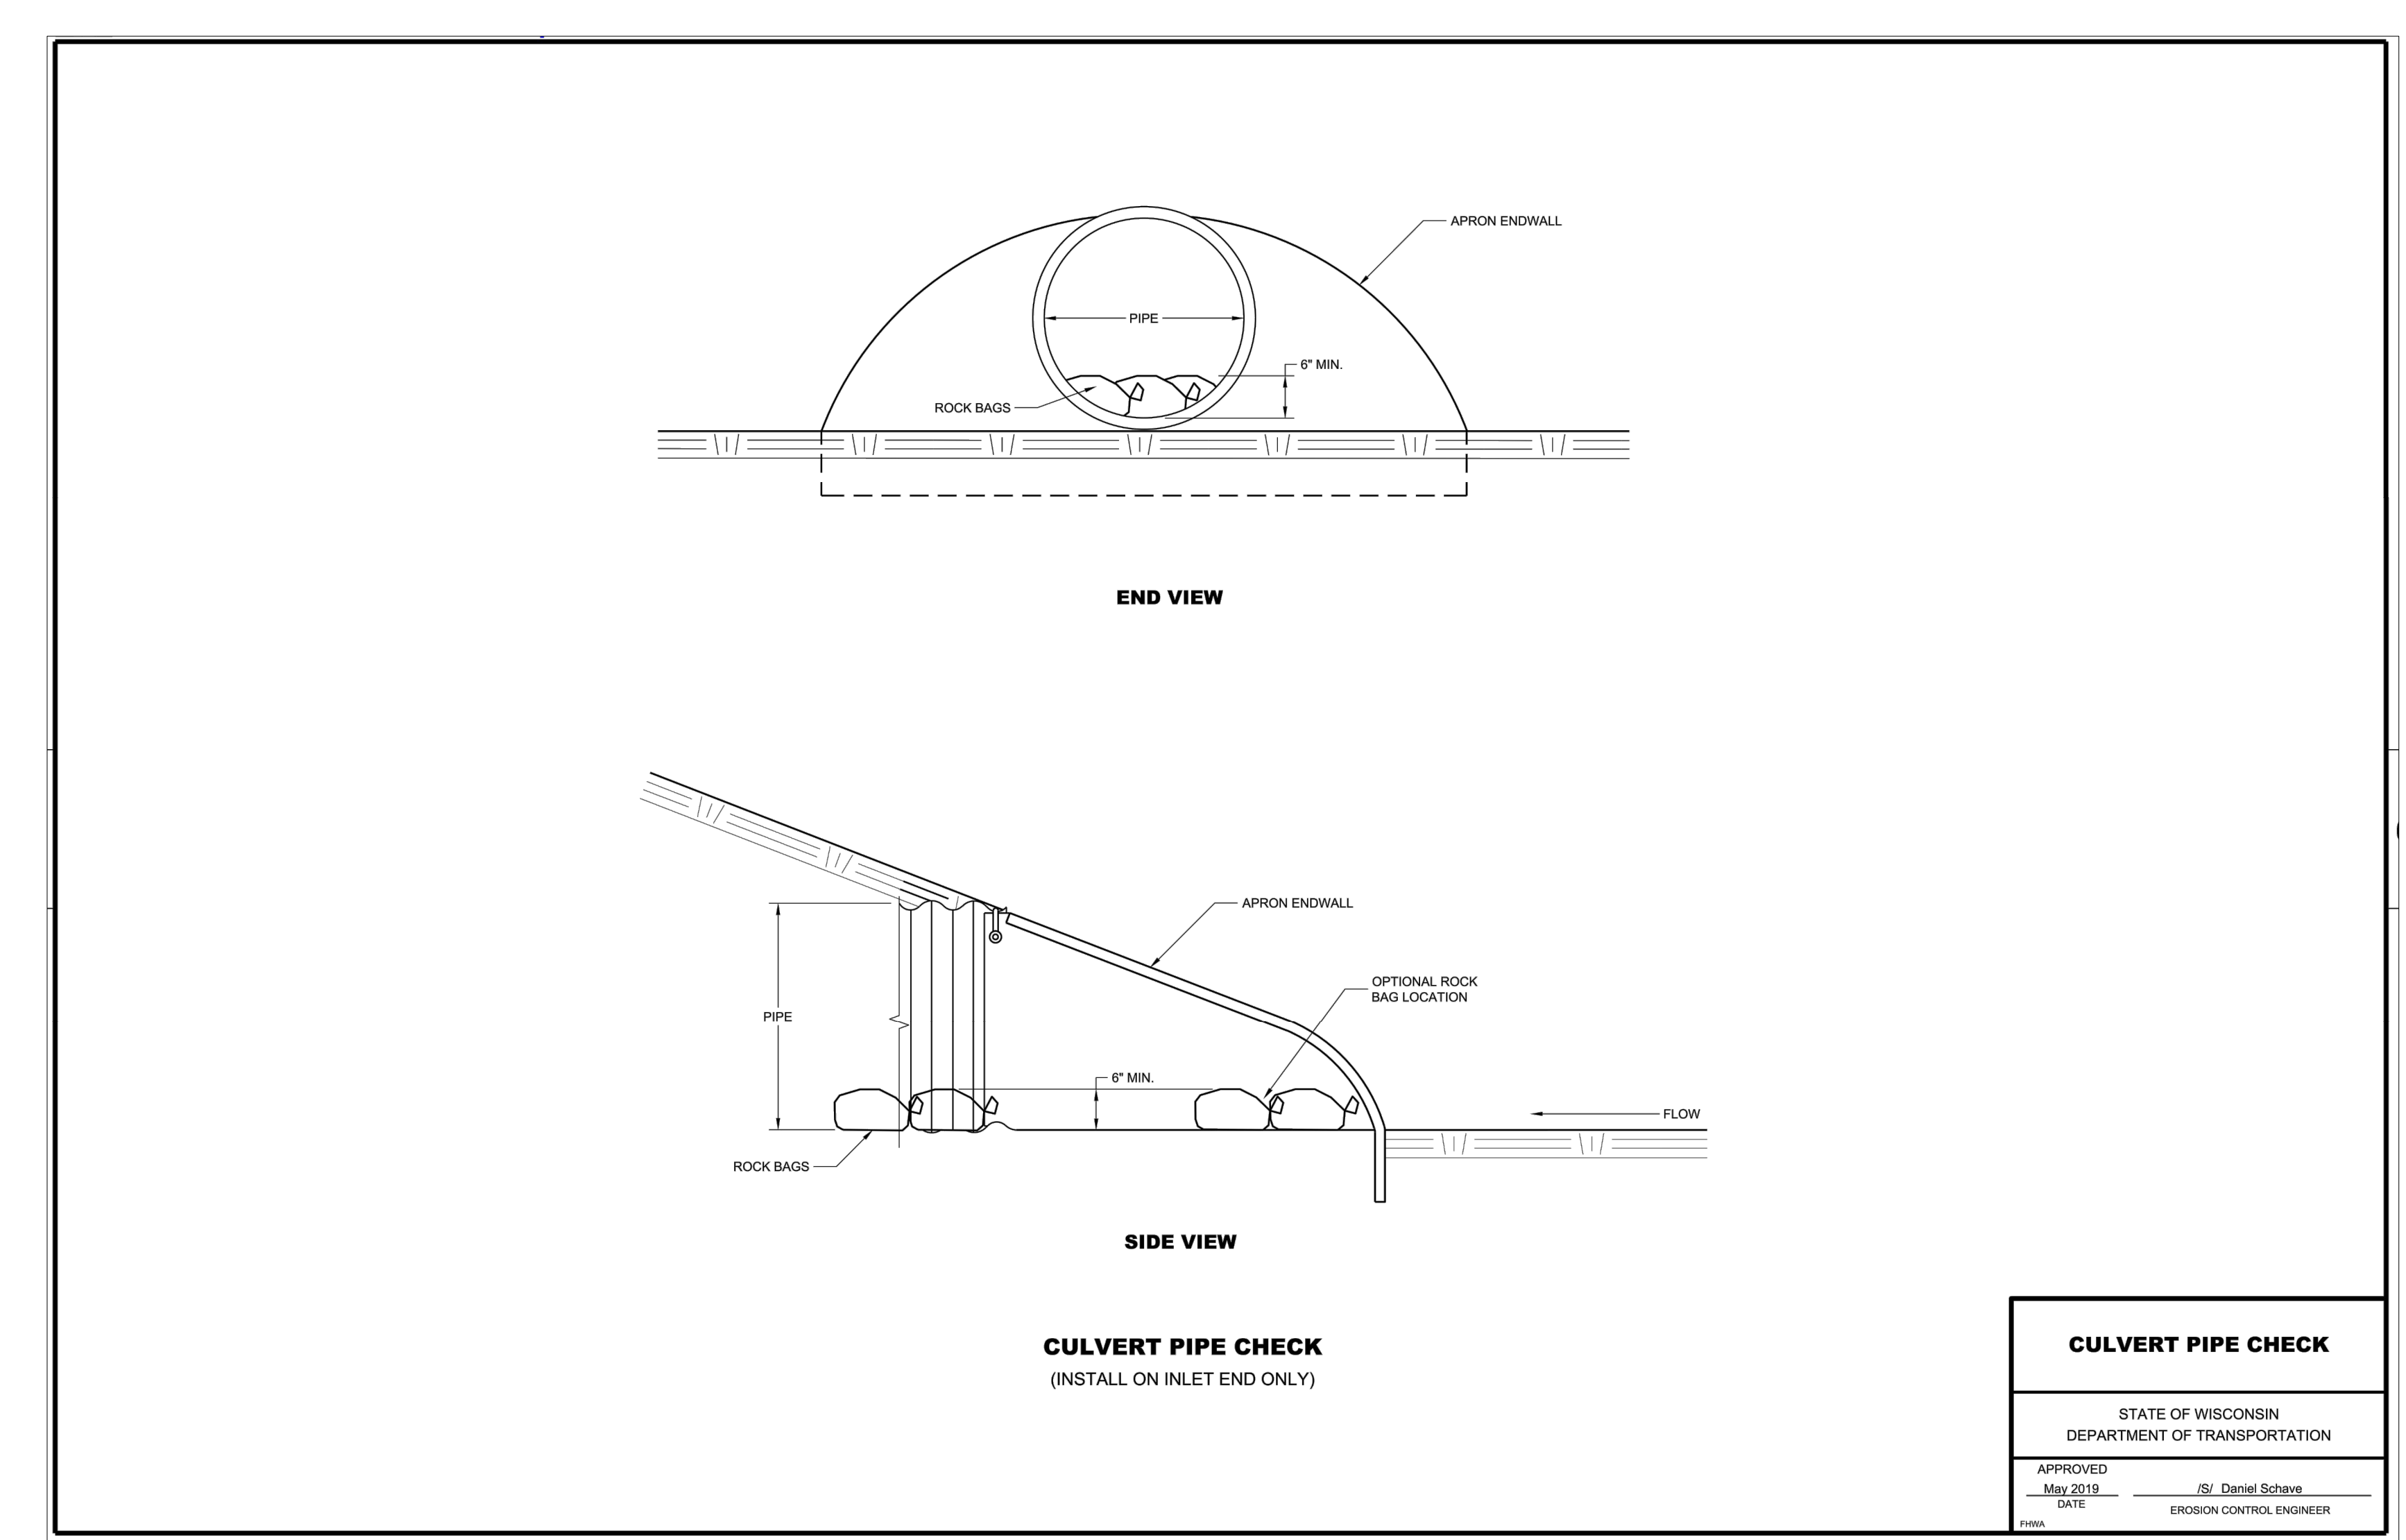 APRON ENDWALL
PIPE
6" MIN.
ROCK BAGS
END VIEW
APRON ENDWALL
OPTIONAL ROCK
BAG LOCATION
PIPE
6" MIN.
FLOW
ROCK BAGS
SIDE VIEW
CULVERT PIPE CHECK
(INSTALL ON INLET END ONLY)
CULVERT PIPE CHECK
STATE OF WISCONSIN
DEPARTMENT OF TRANSPORTATION
APPROVED
May 2019 /S/ Daniel Schave
DATE EROSION CONTROL ENGINEER
FHWA